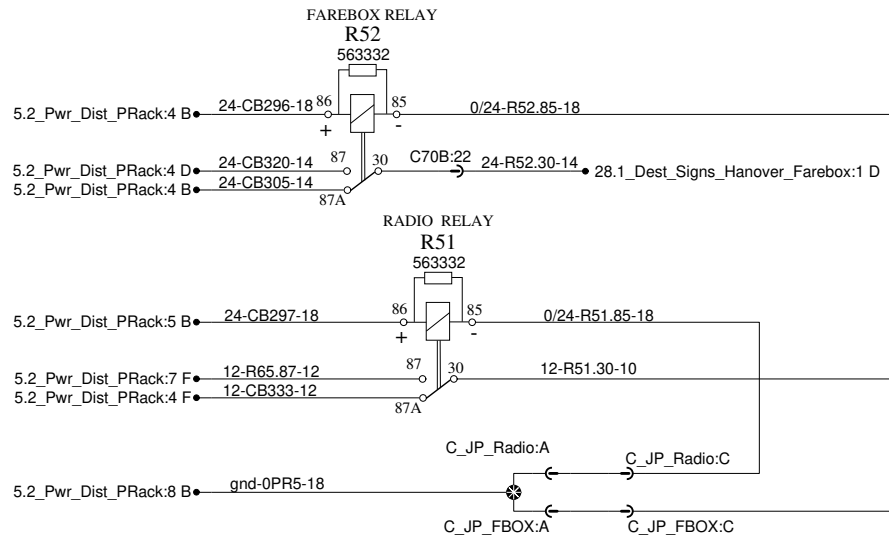 FAREBOX RELAY
R52
563332
5.2_Pwr_Dist_PRack:4 B
24-CB296-18
86
85
0/24-R52.85-18
+
-
5.2_Pwr_Dist_PRack:4 D
24-CB320-14
87
30
C70B:22
24-R52.30-14
28.1_Dest_Signs_Hanover_Farebox:1 D
5.2_Pwr_Dist_PRack:4 B
24-CB305-14
87A
RADIO RELAY
R51
563332
5.2_Pwr_Dist_PRack:5 B
24-CB297-18
86
85
0/24-R51.85-18
+
-
5.2_Pwr_Dist_PRack:7 F
12-R65.87-12
87
30
12-R51.30-10
5.2_Pwr_Dist_PRack:4 F
12-CB333-12
87A
C_JP_Radio:A
C_JP_Radio:C
5.2_Pwr_Dist_PRack:8 B
gnd-0PR5-18
C_JP_FBOX:A
C_JP_FBOX:C